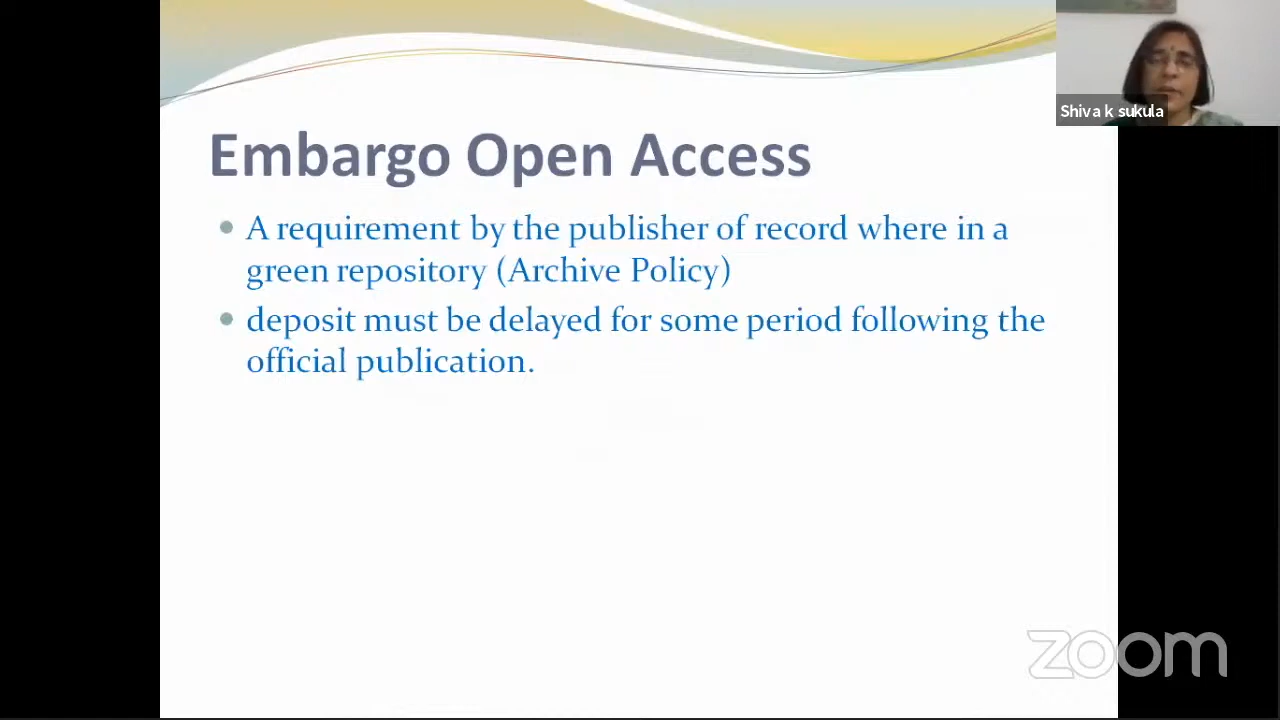 Embargo Open Access
A requirement by the publisher of record where in a
green repository (Archive Policy)
deposit must be delayed for some period following the
official publication.
Shiva k sukula
zoom